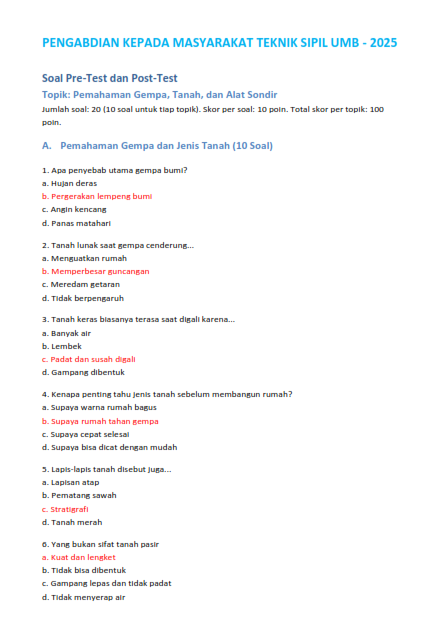 PENGABDIAN KEPADA MASYARAKAT TEKNIK SIPIL UMB - 2025
Soal Pre-Test dan Post-Test
Topik: Pemahaman Gempa, Tanah, dan Alat Sondir
Jumlah soal: 20 (10 soal untuk tiap topik). Skor per soal: 10 poin. Total skor per topik: 100
poin.
A. Pemahaman Gempa dan Jenis Tanah (10 Soal)
1. Apa penyebab utama gempa bumi?
a. Hujan deras
b. Pergerakan lempeng bumi
c. Angin kencang
d. Panas matahari
2. Tanah lunak saat gempa cenderung...
a. Menguatkan rumah
b. Memperbesar guncangan
c. Meredam getaran
d. Tidak berpengaruh
3. Tanah keras biasanya terasa saat digali karena...
a. Banyak air
b. Lembek
c. Padat dan susah digali
d. Gampang dibentuk
4. Kenapa penting tahu jenis tanah sebelum membangun rumah?
a. Supaya warna rumah bagus
b. Supaya rumah tahan gempa
c. Supaya cepat selesai
d. Supaya bisa dicat dengan mudah
5. Lapis-lapis tanah disebut juga...
a. Lapisan atap
b. Pematang sawah
c. Stratigrafi
d. Tanah merah
6. Yang bukan sifat tanah pasir
a. Kuat dan lengket
b. Tidak bisa dibentuk
c. Gampang lepas dan tidak padat
d. Tidak menyerap air